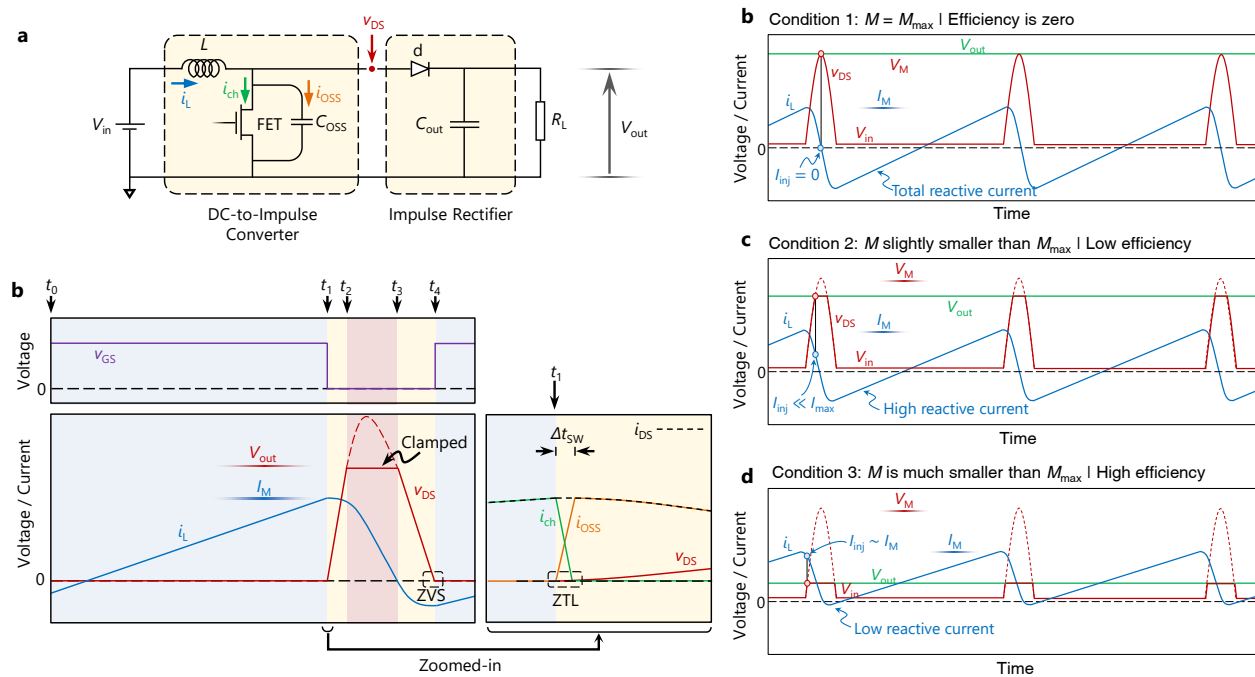 a
L
i_L
V_in
i_ch
i_OSS
FET
C_OSS
v_DS
d
C_out
R_L
V_out
DC-to-Impulse
Converter
Impulse Rectifier
b
t_0
t_1
t_2
t_3
t_4
Voltage
v_GS
0
Voltage / Current
V_out
I_M
i_L
0
Clamped
v_DS
ZVS
t_1
Δt_SW
i_DS
i_ch
i_OSS
v_DS
ZTL
Zoomed-in
b Condition 1: M = M_max | Efficiency is zero
Voltage / Current
V_out
V_M
v_DS
i_L
I_M
V_in
0
I_inj = 0
Total reactive current
Time
c Condition 2: M slightly smaller than M_max | Low efficiency
Voltage / Current
V_M
V_out
i_L
v_DS
I_M
V_in
0
I_inj ≪ I_max
High reactive current
d Condition 3: M is much smaller than M_max | High efficiency
Voltage/ Current
V_M
i_L
I_inj ~ I_M
I_M
V_out
V_in
0
Low reactive current
Time